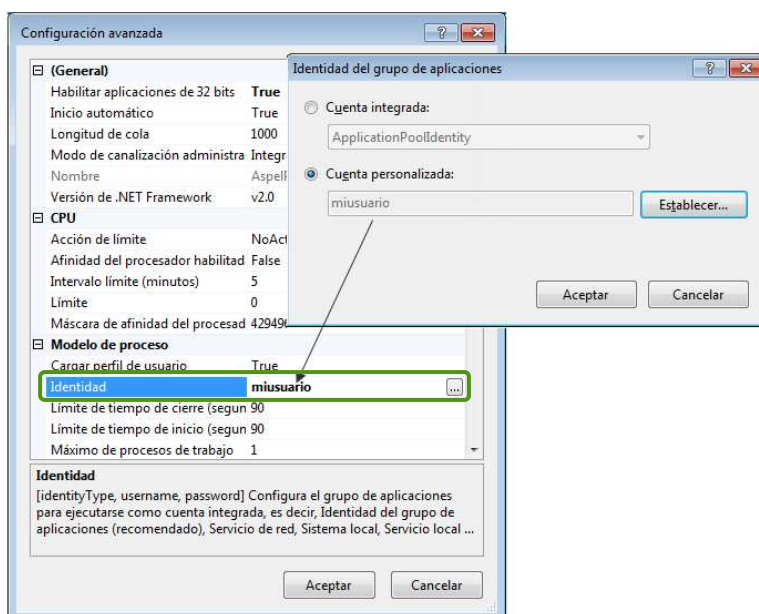 Configuración avanzada
(General)
Habilitar aplicaciones de 32 bits True
Inicio automático True
Longitud de cola 1000
Modo de canalización administra Integr
Nombre Aspel
Versión de .NET Framework v2.0
CPU
Acción de límite NoAct
Afinidad del procesador habilitad False
Intervalo límite (minutos) 5
Límite 0
Máscara de afinidad del procesad 42949
Modelo de proceso
Cargar perfil de usuario True
Identidad miusuario ...
Límite de tiempo de cierre (segun 90
Límite de tiempo de inicio (segun 90
Máximo de procesos de trabajo 1
Identidad
[identityType, username, password] Configura el grupo de aplicaciones
para ejecutarse como cuenta integrada, es decir, Identidad del grupo de
aplicaciones (recomendado), Servicio de red, Sistema local, Servicio local ...
Aceptar Cancelar
Identidad del grupo de aplicaciones
Cuenta integrada:
ApplicationPoolIdentity
Cuenta personalizada:
miusuario Establecer...
Aceptar Cancelar